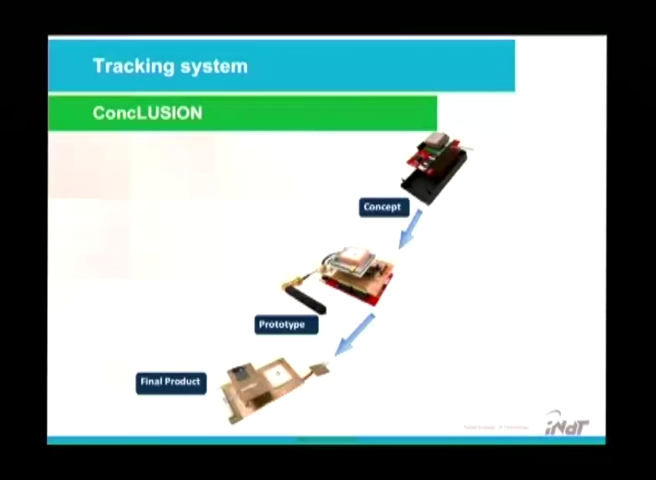 Tracking system
ConcLUSION
Concept
Prototype
Final Product
iNdT